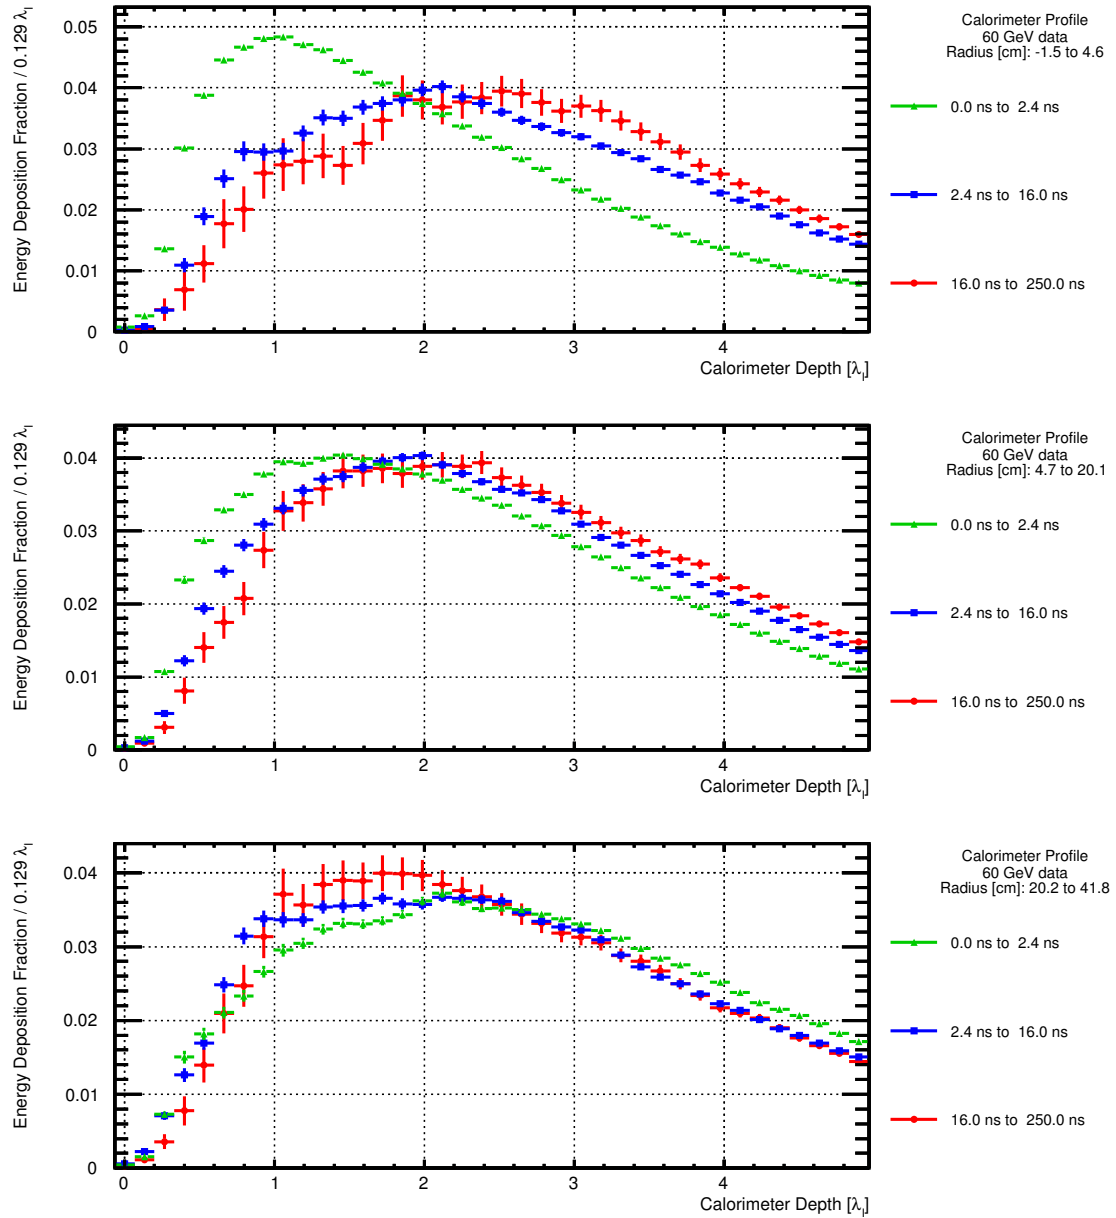 Energy Deposition Fraction / 0.129 λI
0.05
0.04
0.03
0.02
0.01
0
0 1 2 3 4
Calorimeter Depth [λI]
Calorimeter Profile
60 GeV data
Radius [cm]: -1.5 to 4.6
0.0 ns to 2.4 ns
2.4 ns to 16.0 ns
16.0 ns to 250.0 ns
Energy Deposition Fraction / 0.129 λI
0.04
0.03
0.02
0.01
0
0 1 2 3 4
Calorimeter Depth [λI]
Calorimeter Profile
60 GeV data
Radius [cm]: 4.7 to 20.1
0.0 ns to 2.4 ns
2.4 ns to 16.0 ns
16.0 ns to 250.0 ns
Energy Deposition Fraction / 0.129 λI
0.04
0.03
0.02
0.01
0
0 1 2 3 4
Calorimeter Depth [λI]
Calorimeter Profile
60 GeV data
Radius [cm]: 20.2 to 41.8
0.0 ns to 2.4 ns
2.4 ns to 16.0 ns
16.0 ns to 250.0 ns